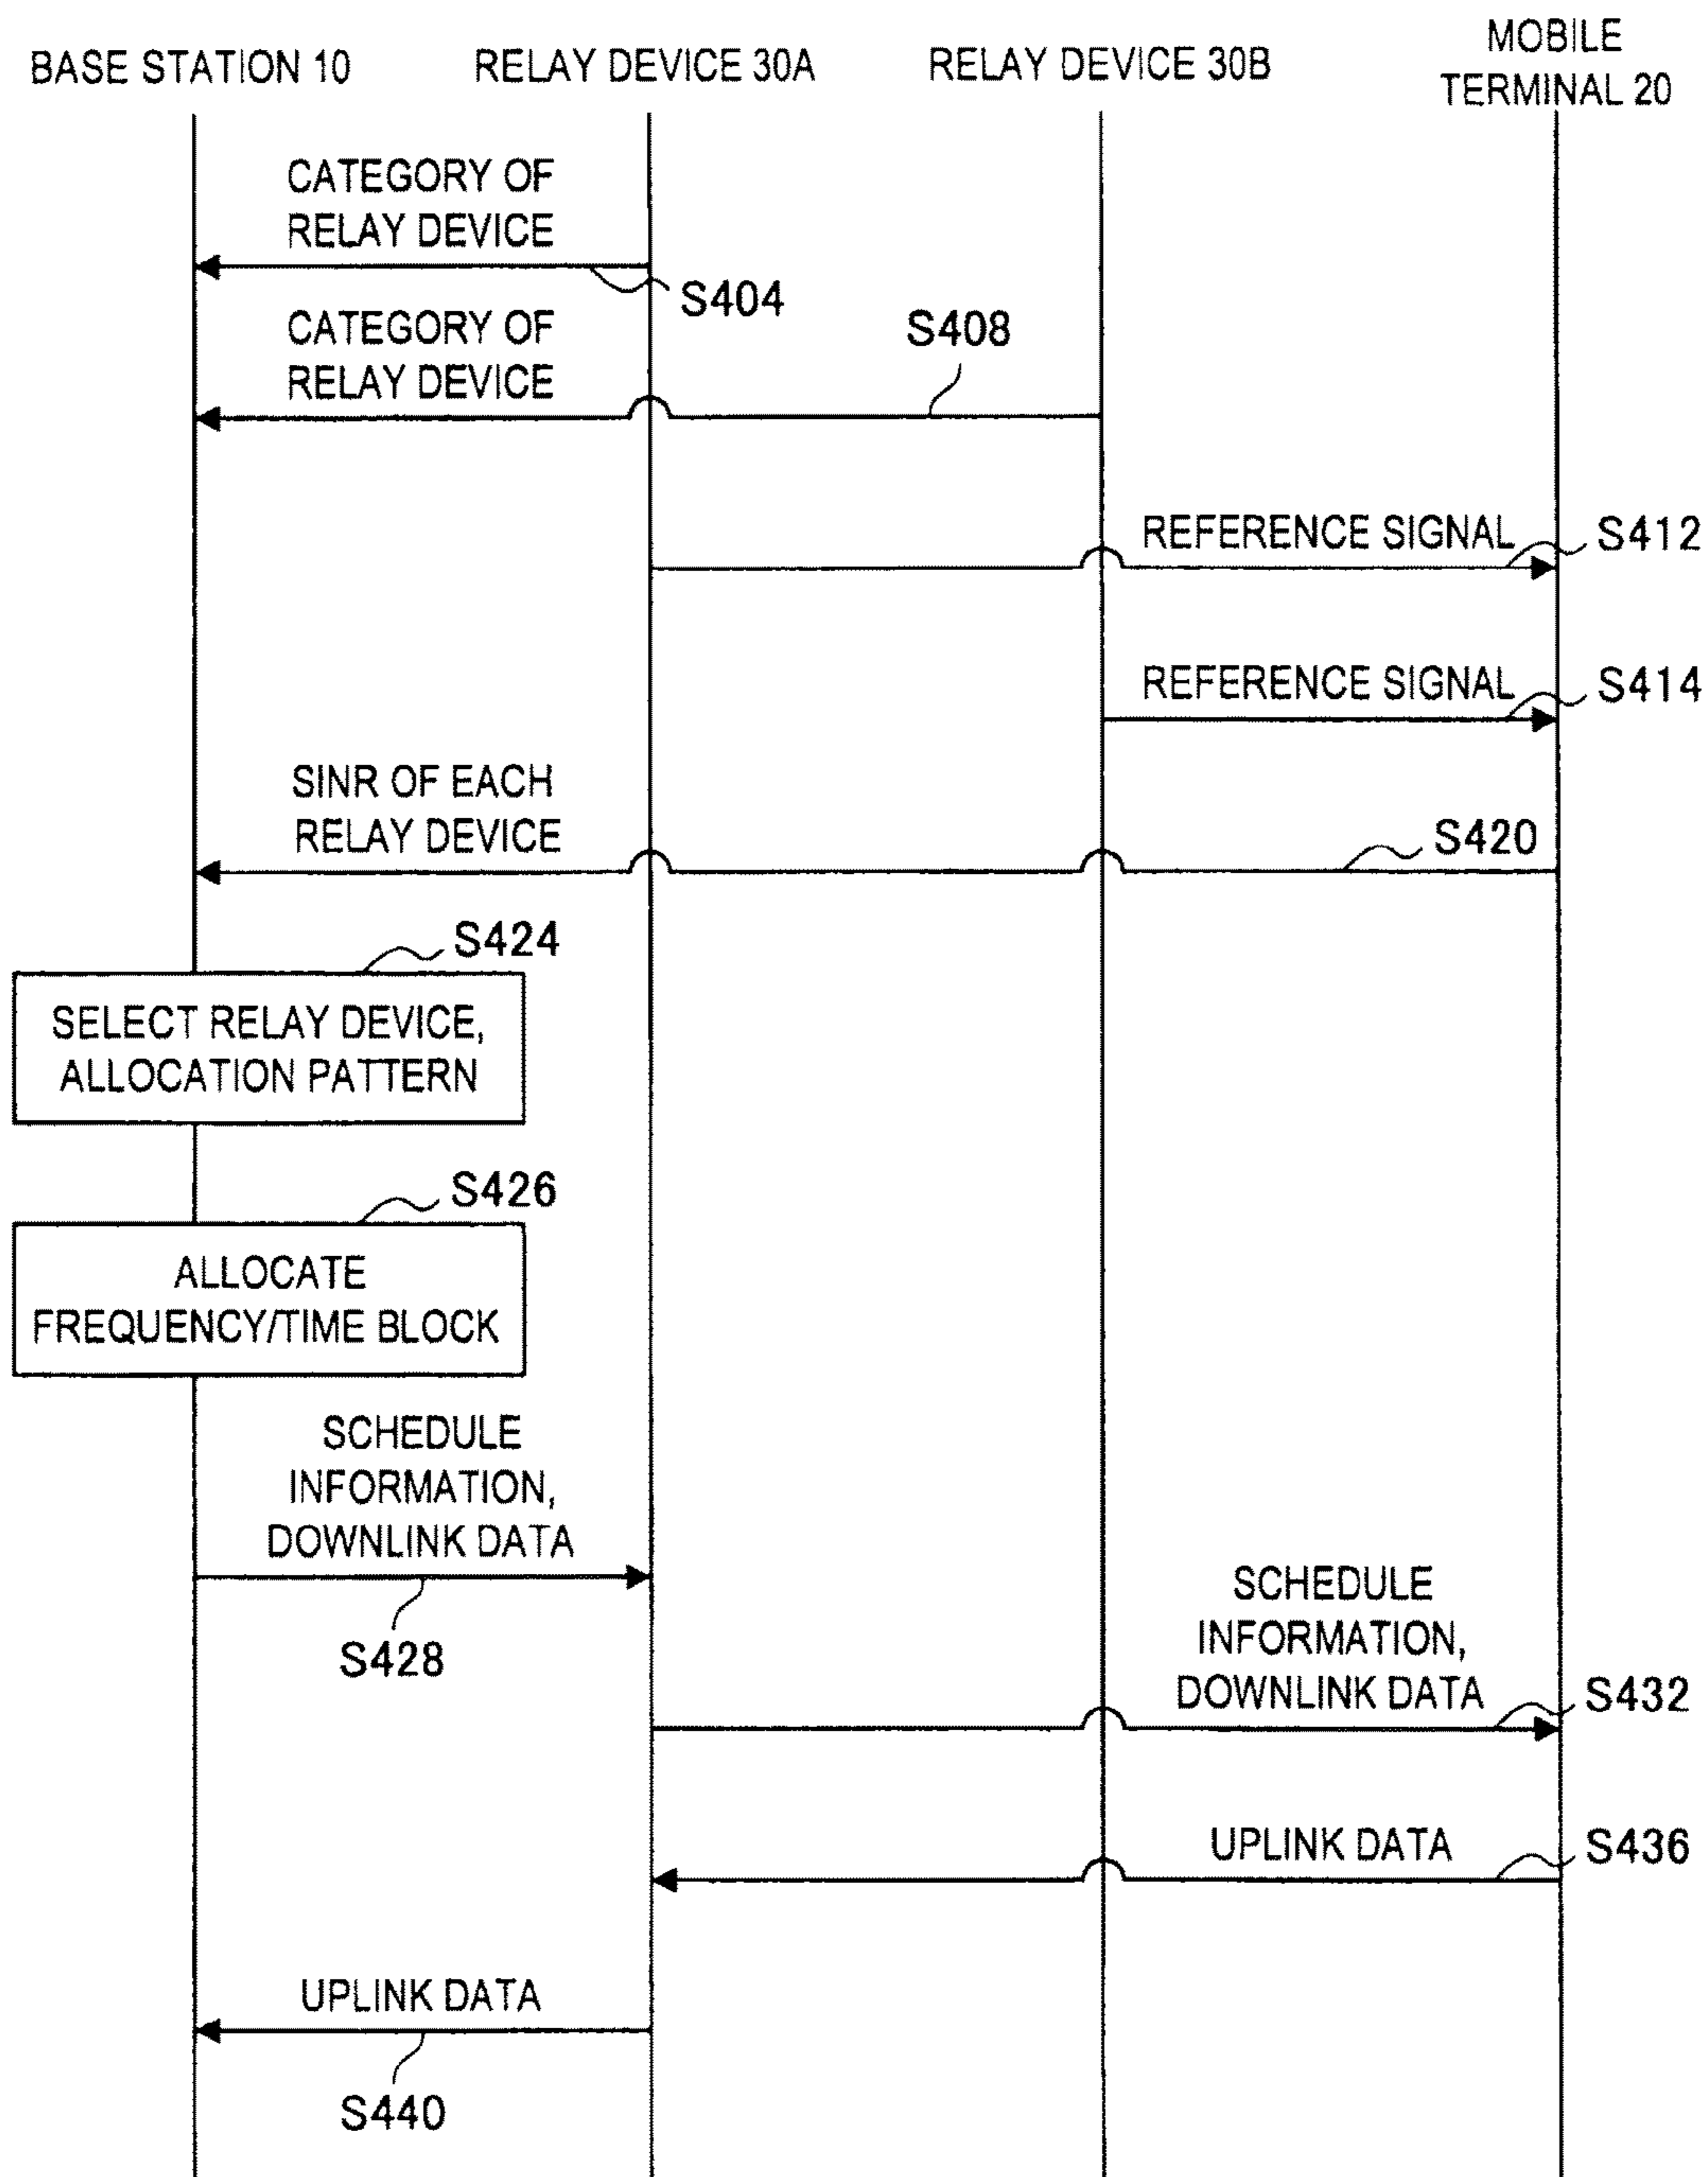 BASE STATION 10
RELAY DEVICE 30A
RELAY DEVICE 30B
MOBILE
TERMINAL 20
CATEGORY OF
RELAY DEVICE
S404
CATEGORY OF
RELAY DEVICE
S408
REFERENCE SIGNAL
S412
REFERENCE SIGNAL
S414
SINR OF EACH
RELAY DEVICE
S420
S424
SELECT RELAY DEVICE,
ALLOCATION PATTERN
S426
ALLOCATE
FREQUENCY/TIME BLOCK
SCHEDULE
INFORMATION,
DOWNLINK DATA
S428
SCHEDULE
INFORMATION,
DOWNLINK DATA
S432
UPLINK DATA
S436
UPLINK DATA
S440